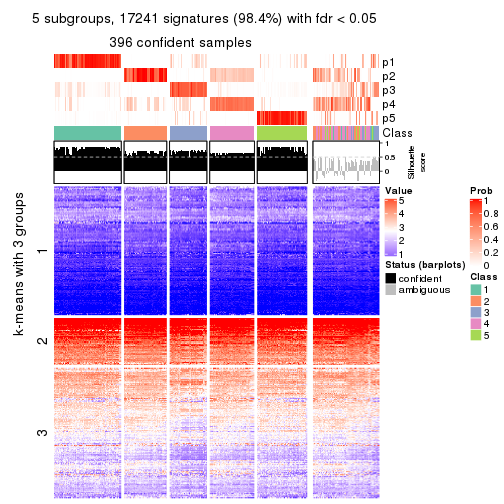 5 subgroups, 17241 signatures (98.4%) with fdr < 0.05
396 confident samples
p1
p2
p3
p4
p5
Class
1
0.5
0
Silhouette
score
k-means with 3 groups
1
2
3
Value
5
4
3
2
1
Status (barplots)
confident
ambiguous
Prob
1
0.8
0.6
0.4
0.2
0
Class
1
2
3
4
5